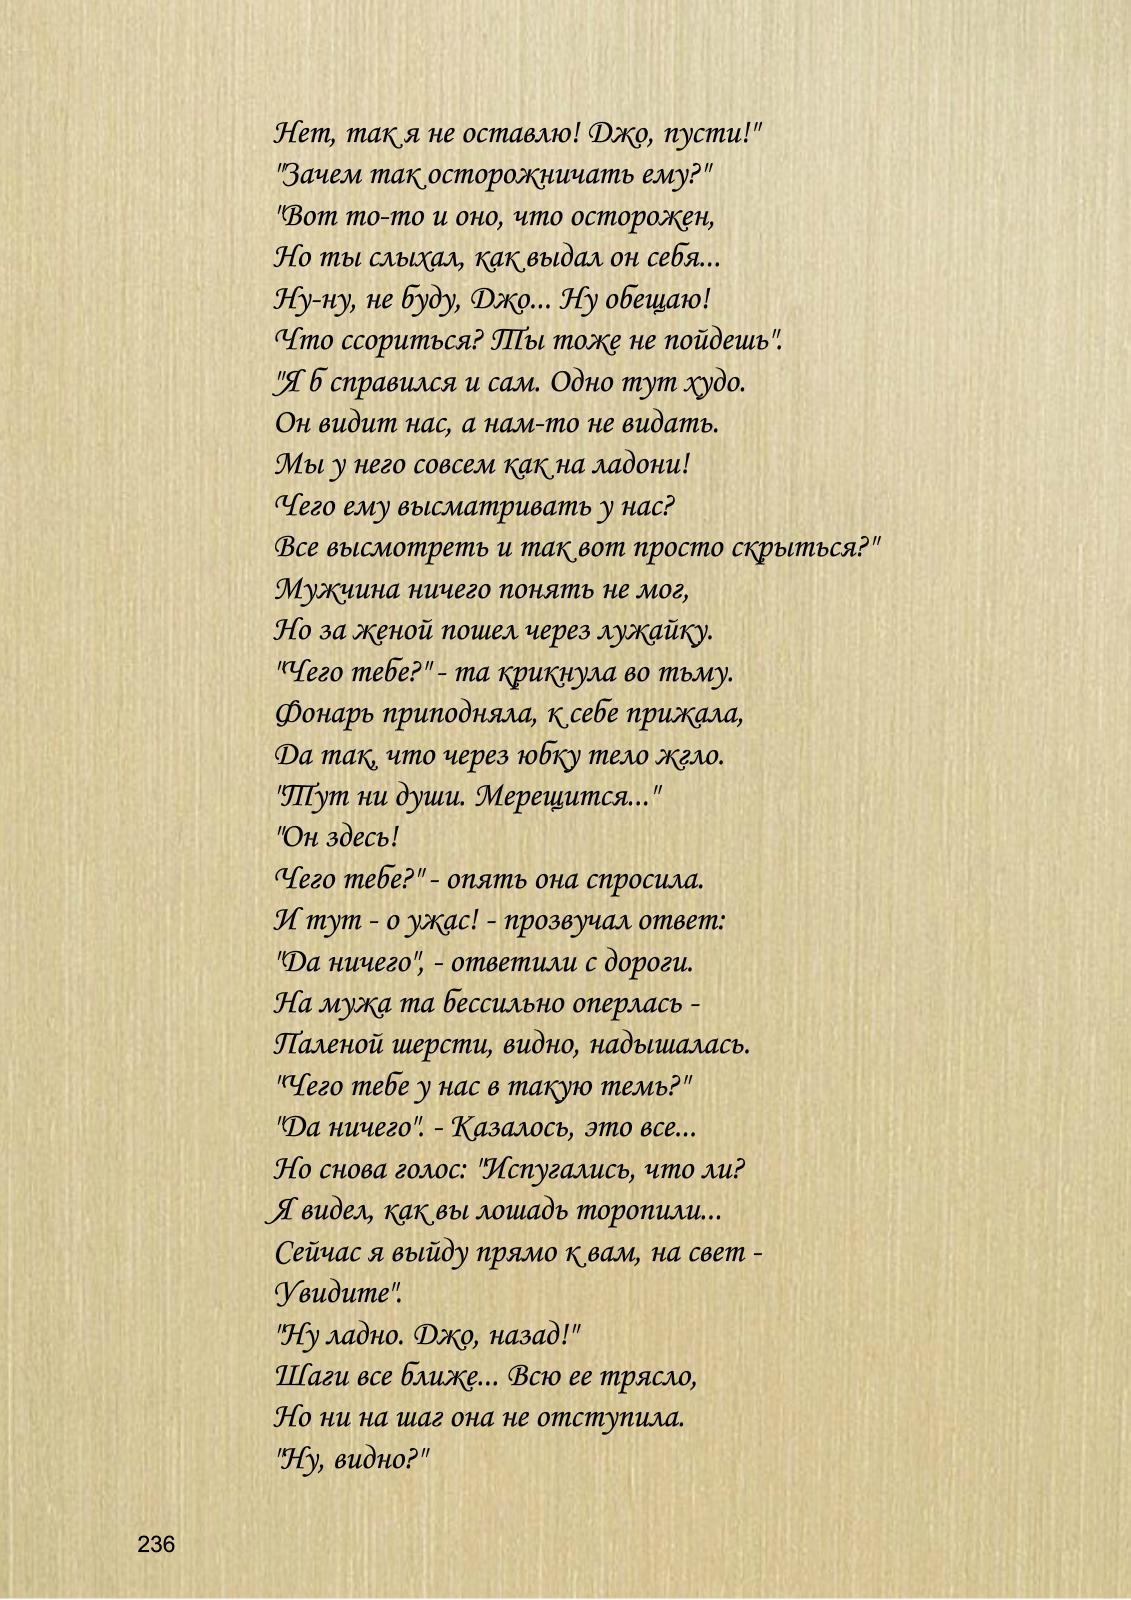 Нет, так я не оставлю! Джо, пусти!"
"Зачем так осторожничать ему?"
"Вот то-то и оно, что осторожен,
Но ты слыхал, как выдал он себя...
Ну-ну, не буду, Джо... Ну обещаю!
Что ссориться? Ты тоже не пойдешь".
"Я б справился и сам. Одно тут худо.
Он видит нас, а нам-то не видать.
Мы у него совсем как на ладони!
Чего ему высматривать у нас?
Все высмотреть и так вот просто скрыться?"
Мужчина ничего понять не мог,
Но за женой пошел через лужайку.
"Чего тебе?" - та крикнула во тьму.
Фонарь приподняла, к себе прижала,
Да так, что через юбку тело жгло.
"Тут ни души. Мерещится..."
"Он здесь!
Чего тебе?" - опять она спросила.
И тут - о ужас! - прозвучал ответ:
"Да ничего", - ответили с дороги.
На мужа та бессильно оперлась -
Паленой шерсти, видно, надышалась.
"Чего тебе у нас в такую темь?"
"Да ничего". - Казалось, это все...
Но снова голос: "Испугались, что ли?
Я видел, как вы лошадь торопили...
Сейчас я выйду прямо к вам, на свет -
Увидите".
"Ну ладно. Джо, назад!"
Шаги все ближе... Всю ее трясло,
Но ни на шаг она не отступила.
"Ну, видно?"
236